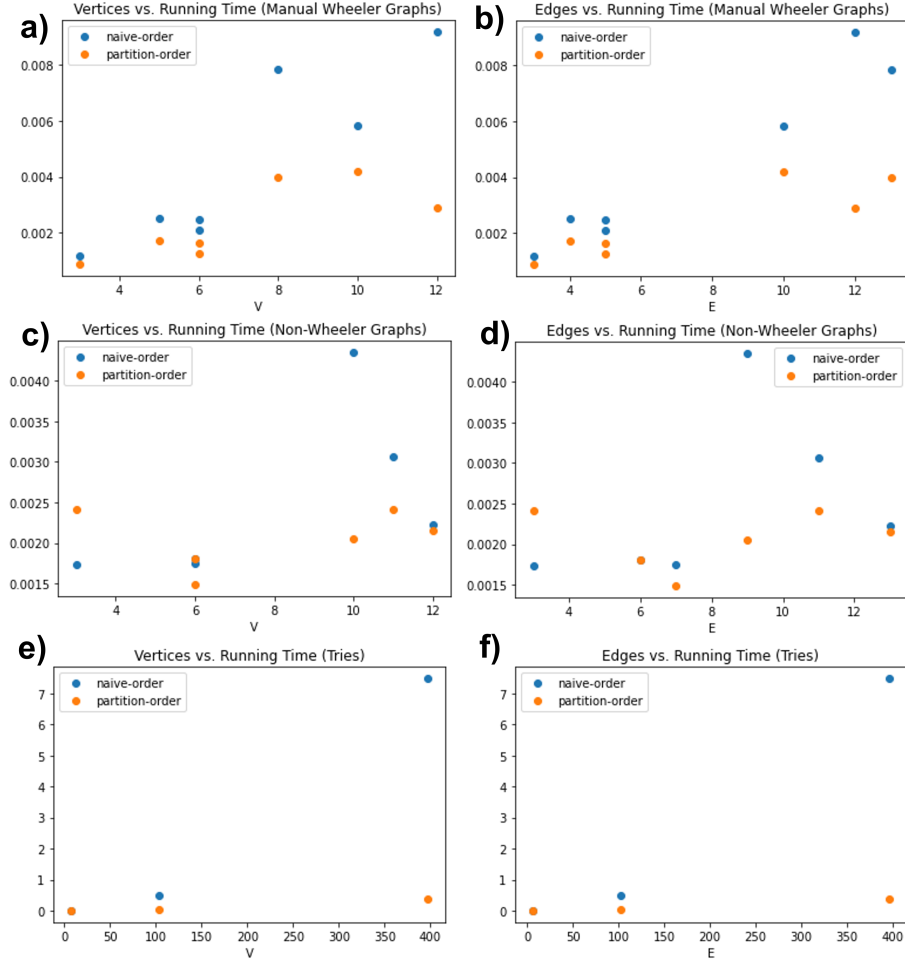 a)
Vertices vs. Running Time (Manual Wheeler Graphs)
naive-order
partition-order
0.008
0.006
0.004
0.002
4 6 8 10 12
V
b)
Edges vs. Running Time (Manual Wheeler Graphs)
naive-order
partition-order
0.008
0.006
0.004
0.002
4 6 8 10 12
E
c)
Vertices vs. Running Time (Non-Wheeler Graphs)
naive-order
partition-order
0.0040
0.0035
0.0030
0.0025
0.0020
0.0015
4 6 8 10 12
V
d)
Edges vs. Running Time (Non-Wheeler Graphs)
naive-order
partition-order
0.0040
0.0035
0.0030
0.0025
0.0020
0.0015
4 6 8 10 12
E
e)
Vertices vs. Running Time (Tries)
naive-order
partition-order
7
6
5
4
3
2
1
0
0 50 100 150 200 250 300 350 400
V
f)
Edges vs. Running Time (Tries)
naive-order
partition-order
7
6
5
4
3
2
1
0
0 50 100 150 200 250 300 350 400
E